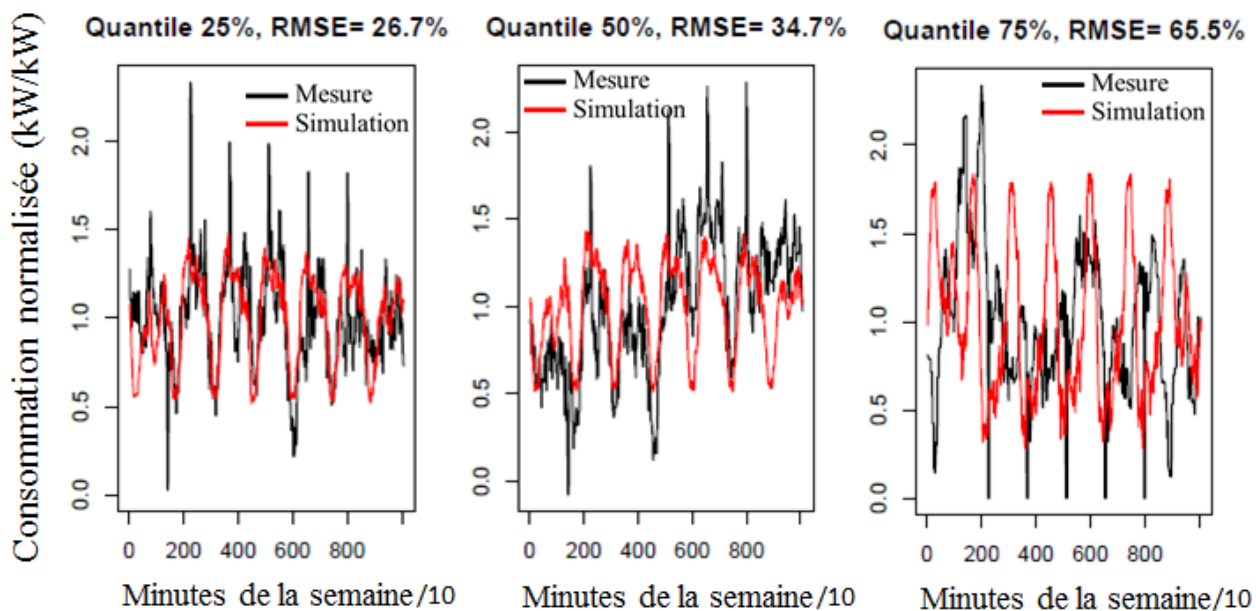 Quantile 25%, RMSE= 26.7%
Quantile 50%, RMSE= 34.7%
Quantile 75%, RMSE= 65.5%
Consommation normalisée (kW/kW)
Mesure
Simulation
2.0
1.5
1.0
0.5
0.0
0 200 400 600 800
Minutes de la semaine/10
Mesure
Simulation
2.0
1.5
1.0
0.5
0.0
0 200 400 600 800
Minutes de la semaine/10
Mesure
Simulation
2.0
1.5
1.0
0.5
0.0
0 200 400 600 800
Minutes de la semaine/10